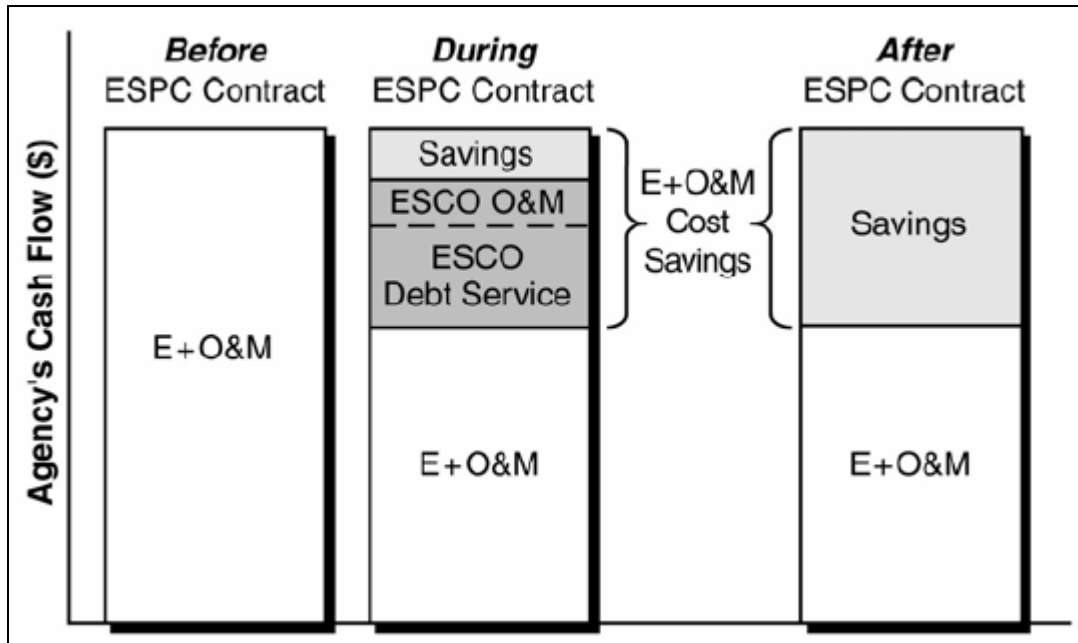 Agency's Cash Flow ($)
Before
ESPC Contract
E+O&M
During
ESPC Contract
Savings
ESCO O&M
ESCO
Debt Service
E+O&M
E+O&M
Cost
Savings
After
ESPC Contract
Savings
E+O&M